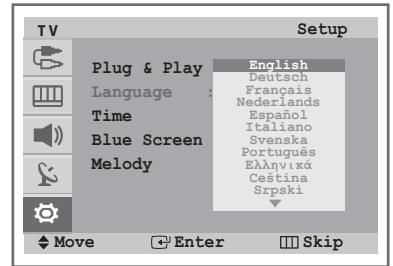 TV Setup
Plug & Play
Language :
Time
Blue Screen
Melody
English
Deutsch
Français
Nederlands
Español
Italiano
Svenska
Português
Ελληνικά
Ceština
Srpski
Move Enter Skip